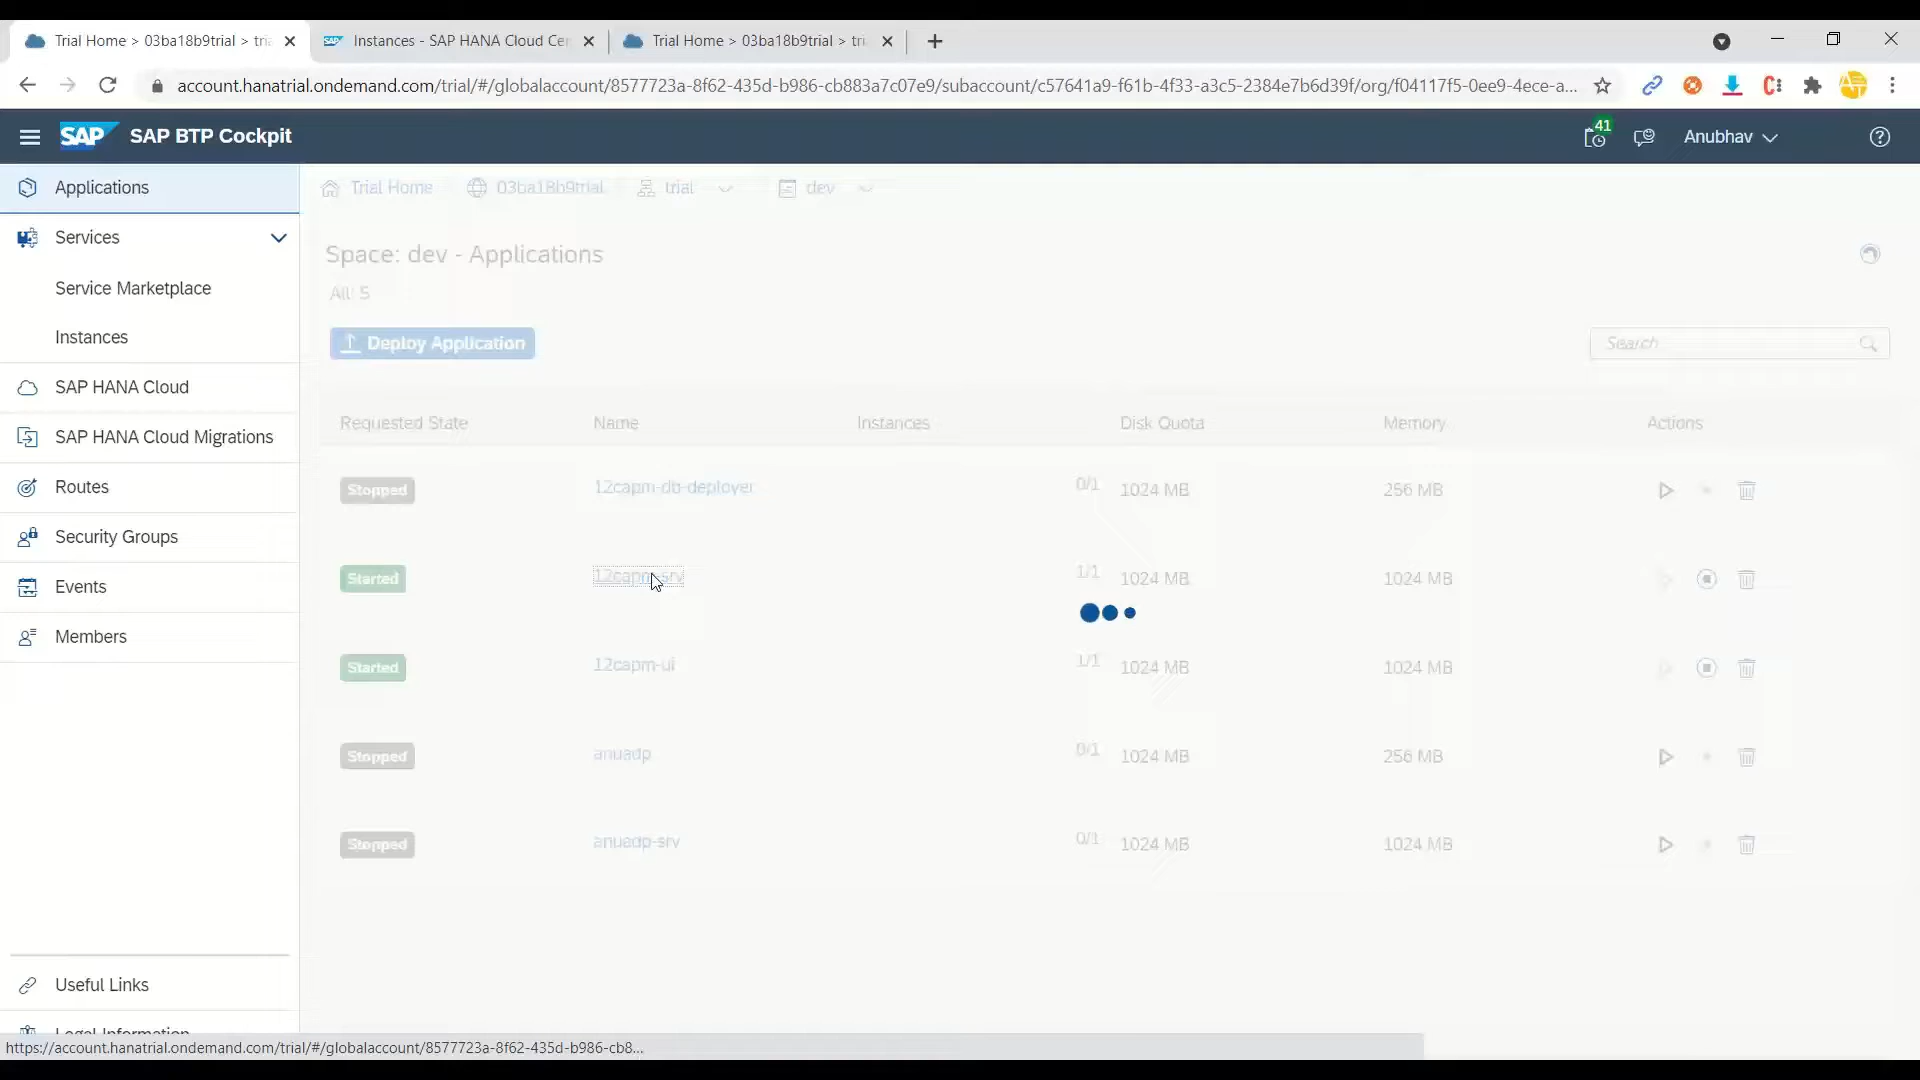 Trial Home > 03ba18b9trial > tria
Instances - SAP HANA Cloud Cen
Trial Home > 03ba18b9trial > tri
account.hanatrial.ondemand.com/trial/#/globalaccount/8577723a-8f62-435d-b986-cb883a7c07e9/subaccount/c57641a9-f61b-4f33-a3c5-2384e7b6d39f/org/f04117f5-0ee9-4ece-a...
SAP SAP BTP Cockpit
41
Anubhav
Applications
Services
Service Marketplace
Instances
SAP HANA Cloud
SAP HANA Cloud Migrations
Routes
Security Groups
Events
Members
Useful Links
Legal Information
Trial Home 03ba18b9trial trial dev
Space: dev - Applications
All: 5
Deploy Application
Search
Requested State Name Instances Disk Quota Memory Actions
Stopped 12capm-db-deployer 0/1 1024 MB 256 MB
Started 12capm-srv 1/1 1024 MB 1024 MB
Started 12capm-ui 1/1 1024 MB 1024 MB
Stopped anuadp 0/1 1024 MB 256 MB
Stopped anuadp-srv 0/1 1024 MB 1024 MB
https://account.hanatrial.ondemand.com/trial/#/globalaccount/8577723a-8f62-435d-b986-cb8...